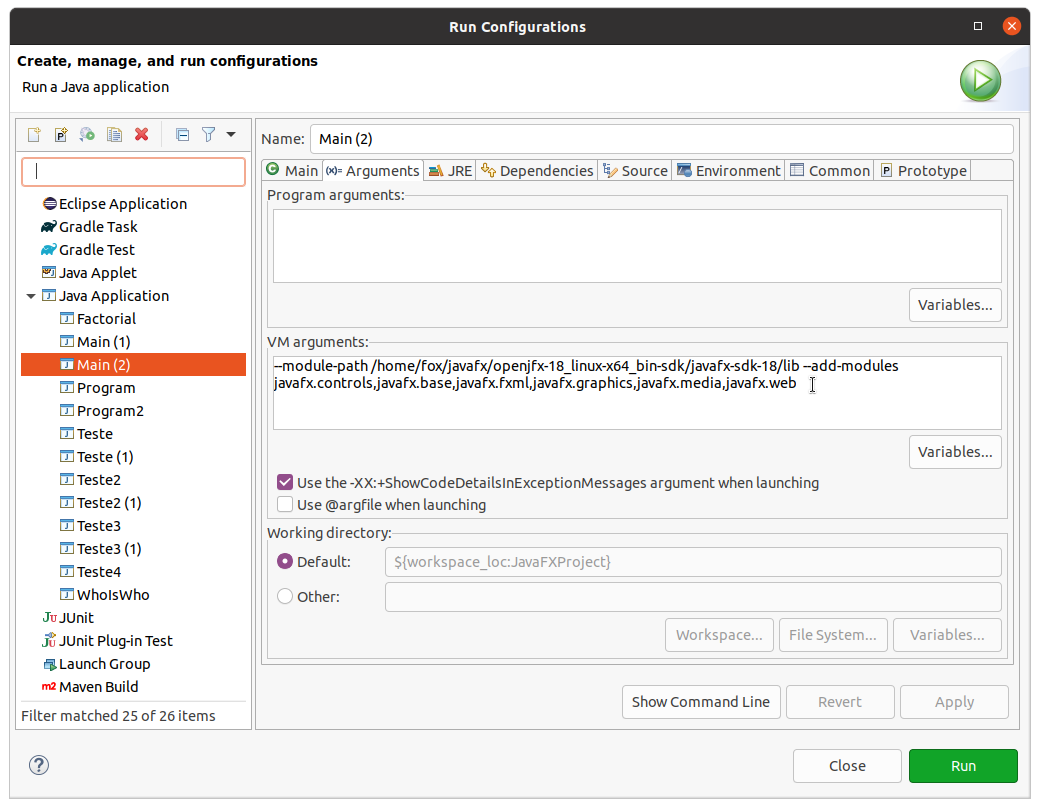 Run Configurations
Create, manage, and run configurations
Run a Java application
Name: Main (2)
Main (x)= Arguments JRE Dependencies Source Environment Common Prototype
Eclipse Application
Gradle Task
Gradle Test
Java Applet
Java Application
Factorial
Main (1)
Main (2)
Program
Program2
Teste
Teste (1)
Teste2
Teste2 (1)
Teste3
Teste3 (1)
Teste4
WhoIsWho
JUnit
JUnit Plug-in Test
Launch Group
m2 Maven Build
Filter matched 25 of 26 items
Program arguments:
Variables...
VM arguments:
--module-path /home/fox/javafx/openjfx-18_linux-x64_bin-sdk/javafx-sdk-18/lib --add-modules
javafx.controls,javafx.base,javafx.fxml,javafx.graphics,javafx.media,javafx.web
Variables...
Use the -XX:+ShowCodeDetailsInExceptionMessages argument when launching
Use @argfile when launching
Working directory:
Default: ${workspace_loc:JavaFXProject}
Other:
Workspace... File System... Variables...
Show Command Line Revert Apply
? Close Run